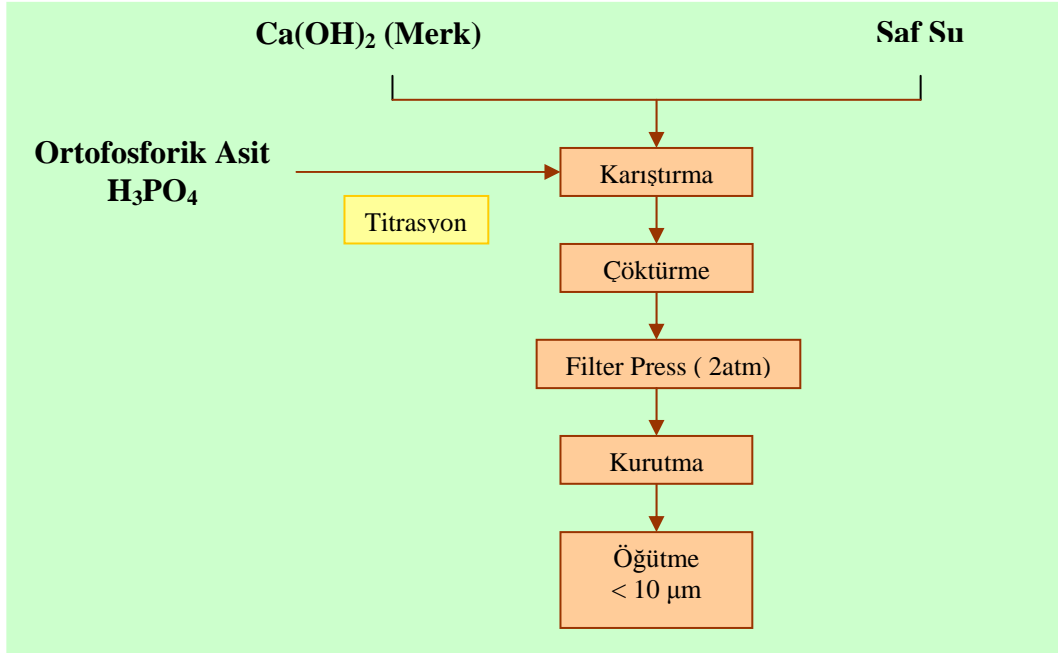 Ca(OH)₂ (Merk)
Saf Su
Ortofosforik Asit
H₃PO₄
Titrasyon
Karıştırma
Çöktürme
Filter Press ( 2atm)
Kurutma
Öğütme
< 10 µm